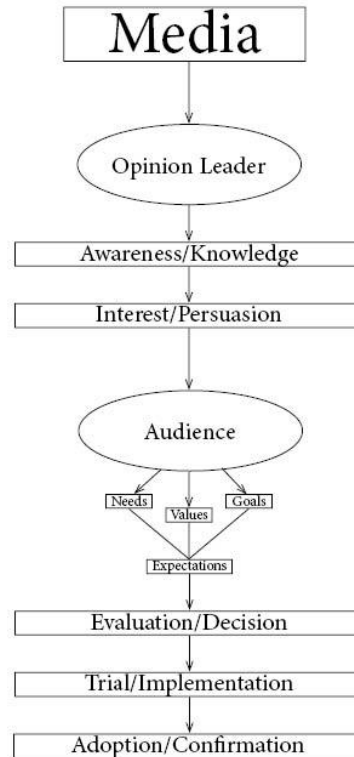 Media
Opinion Leader
Awareness/Knowledge
Interest/Persuasion
Audience
Needs
Values
Goals
Expectations
Evaluation/Decision
Trial/Implementation
Adoption/Confirmation